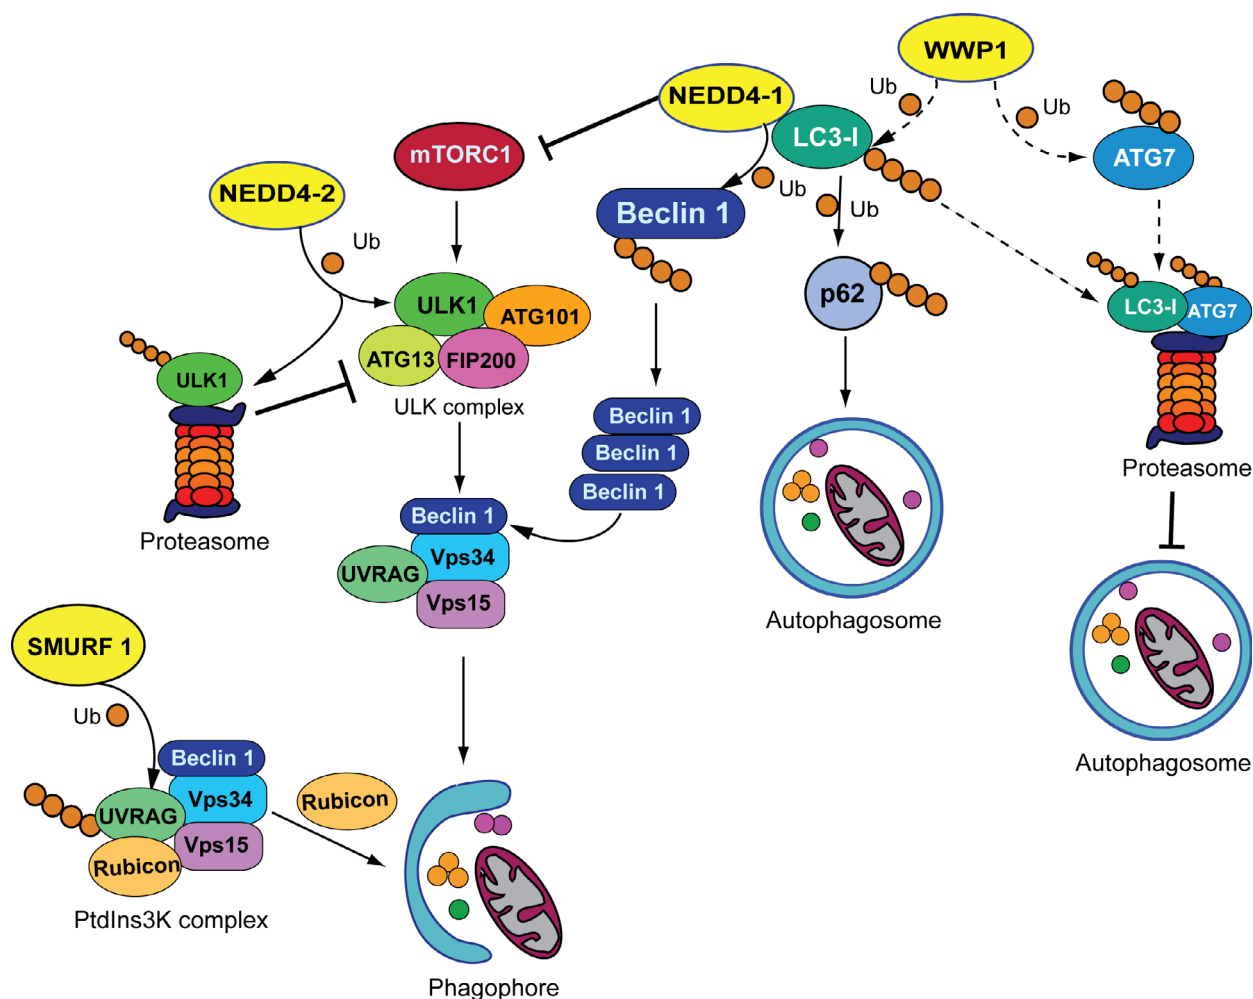 WWP1
Ub
Ub
NEDD4-1
LC3-I
mTORC1
ATG7
NEDD4-2
Ub
Ub
Ub
Beclin 1
ULK1
ATG101
p62
LC3-I
ATG7
ATG13
FIP200
ULK1
ULK complex
Beclin 1
Beclin 1
Beclin 1
Proteasome
Beclin 1
Proteasome
Vps34
UVRAG
Vps15
Autophagosome
SMURF 1
Ub
Beclin 1
Autophagosome
Vps34
UVRAG
Rubicon
Vps15
Rubicon
PtdIns3K complex
Phagophore